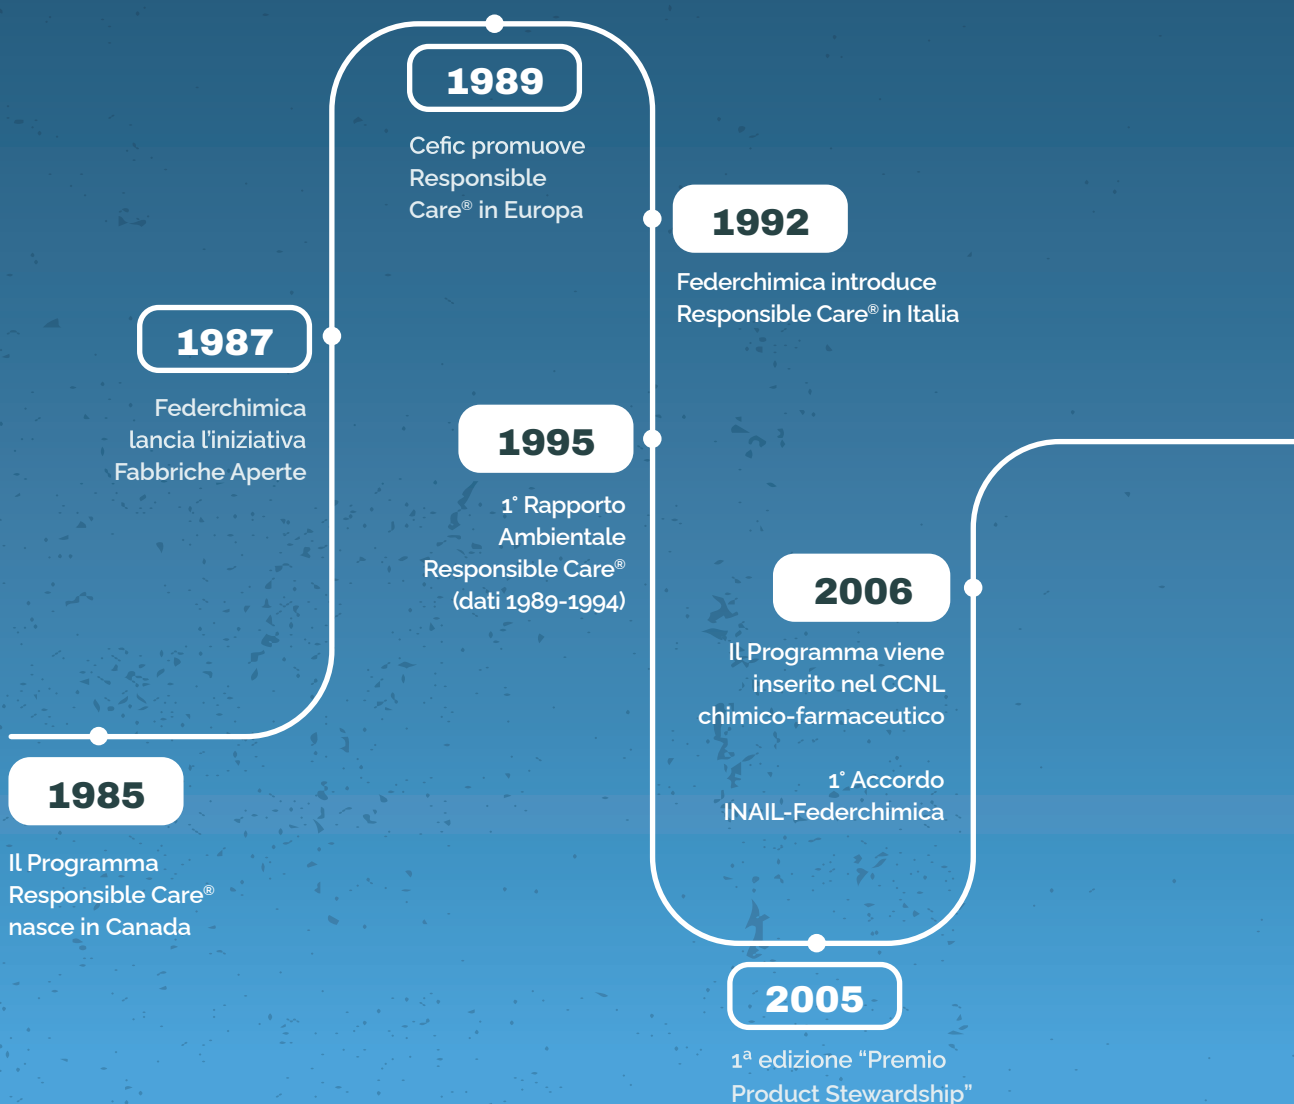 1985
Il Programma
Responsible Care®
nasce in Canada
1987
Federchimica
lancia l'iniziativa
Fabbriche Aperte
1989
Cefic promuove
Responsible
Care® in Europa
1992
Federchimica introduce
Responsible Care® in Italia
1995
1° Rapporto
Ambientale
Responsible Care®
(dati 1989-1994)
2005
1ª edizione “Premio
Product Stewardship”
2006
Il Programma viene
inserito nel CCNL
chimico-farmaceutico
1° Accordo
INAIL-Federchimica